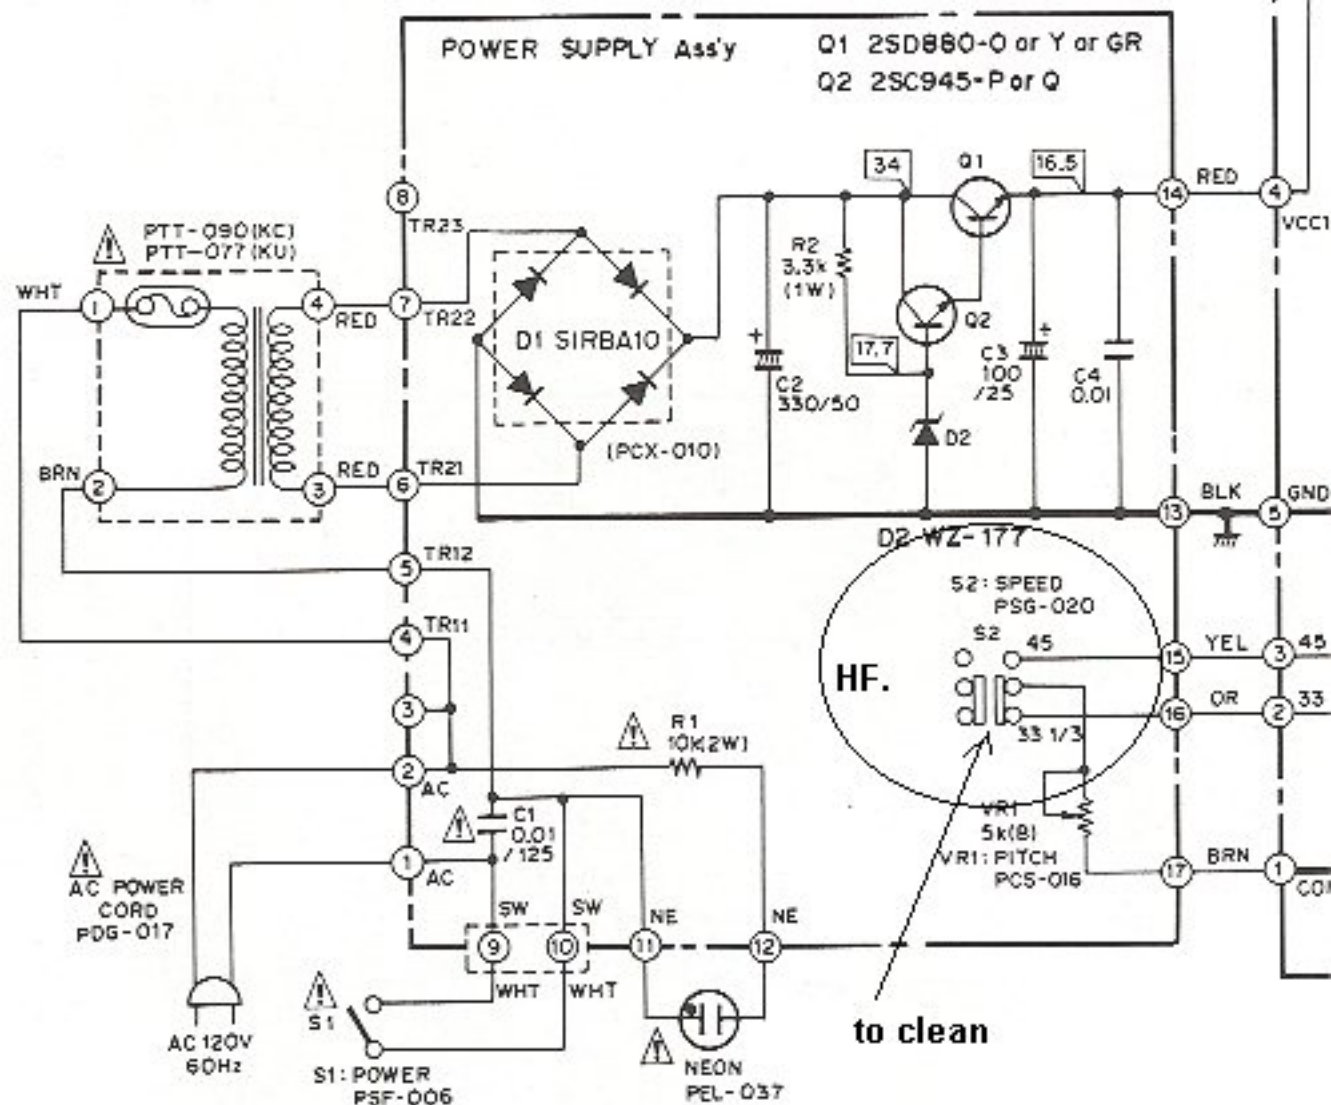 POWER SUPPLY Ass'y
Q1 2SD880-O or Y or GR
Q2 2SC945-P or Q
34
Q1
16.5
14
RED
4
VCC1
8
TR23
PTT-090(KC)
PTT-077(KU)
R2
3.3k
(1W)
WHT
1
4
RED
7
TR22
D1 SIRBA10
Q2
17.7
+
C2
330/50
+
C3
100
/25
C4
0.01
D2
(PCX-010)
BRN
2
3
RED
6
TR21
13
BLK
5
GND
D2 WZ-177
5
TR12
S2: SPEED
PSG-020
4
TR11
S2
45
15
YEL
3
45
HF.
3
33 1/3
16
OR
2
33
R1
10k(2W)
2
AC
C1
0.01
/125
VR1
5k(B)
VR1: PITCH
PCS-016
1
AC
17
BRN
1
AC POWER
CORD
PDG-017
SW
SW
NE
NE
9
10
11
12
WHT
WHT
S1
to clean
AC 120V
60Hz
S1: POWER
PSF-006
NEON
PEL-037